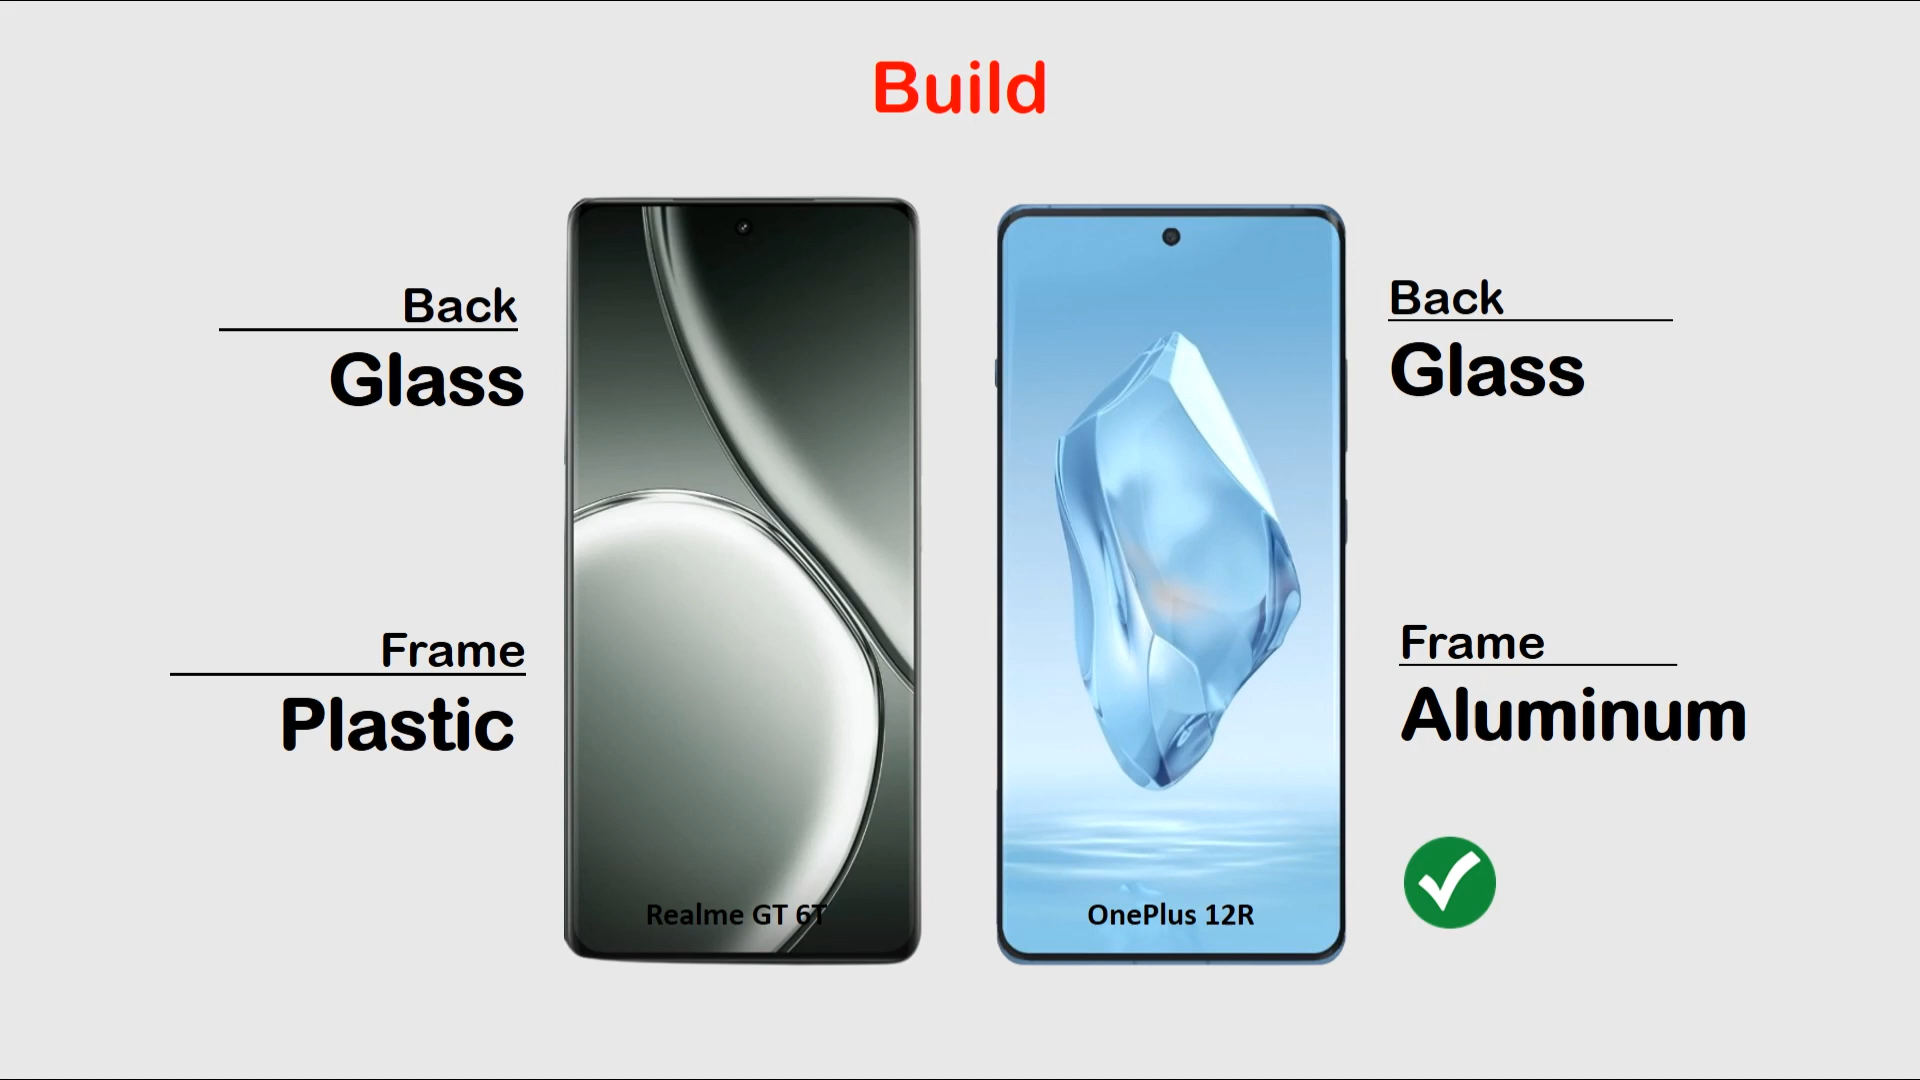 Build
Back
Glass
Frame
Plastic
Realme GT 6T
OnePlus 12R
Back
Glass
Frame
Aluminum